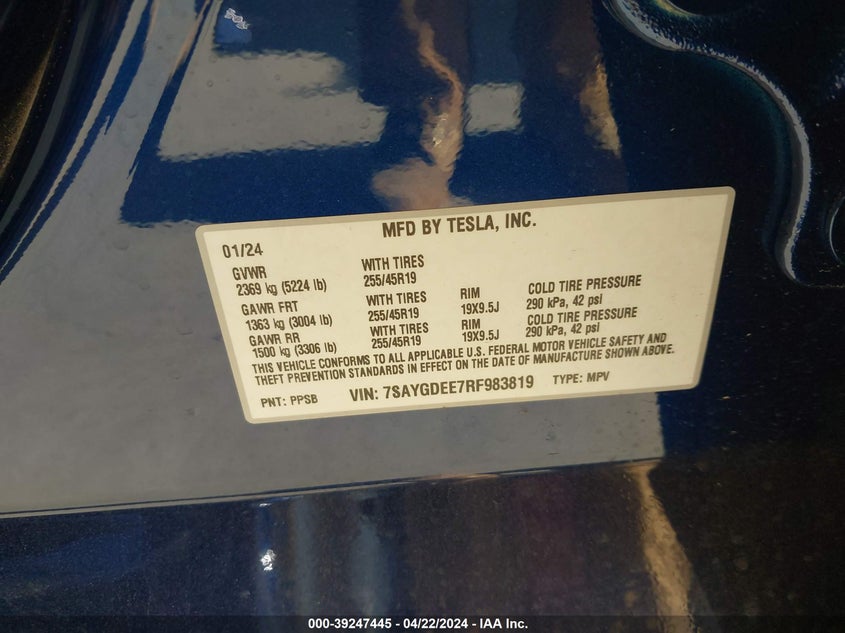 MFD BY TESLA, INC.
01/24
GVWR WITH TIRES
2369 kg (5224 lb) 255/45R19
GAWR FRT WITH TIRES RIM COLD TIRE PRESSURE
1363 kg (3004 lb) 255/45R19 19X9.5J 290 kPa, 42 psi
GAWR RR WITH TIRES RIM COLD TIRE PRESSURE
1500 kg (3306 lb) 255/45R19 19X9.5J 290 kPa, 42 psi
THIS VEHICLE CONFORMS TO ALL APPLICABLE U.S. FEDERAL MOTOR VEHICLE SAFETY AND
THEFT PREVENTION STANDARDS IN EFFECT ON THE DATE OF MANUFACTURE SHOWN ABOVE.
PNT: PPSB VIN: 7SAYGDEE7RF983819 TYPE: MPV
000-39247445 - 04/22/2024 - IAA Inc.